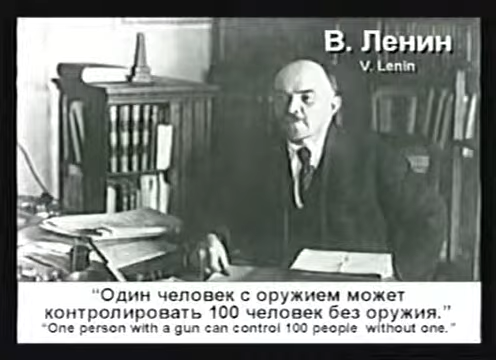 В. Ленин
V. Lenin
“Один человек с оружием может
контролировать 100 человек без оружия.”
“One person with a gun can control 100 people without one.”